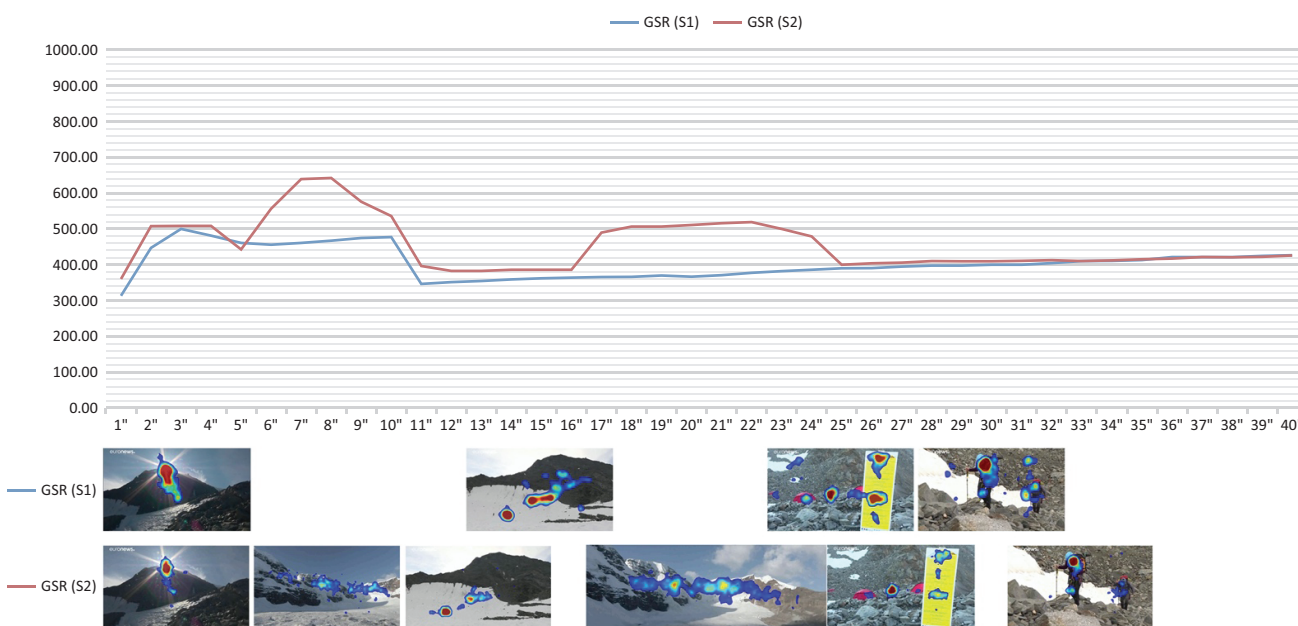 GSR (S1) GSR (S2)
1000.00
900.00
800.00
700.00
600.00
500.00
400.00
300.00
200.00
100.00
0.00
1" 2" 3" 4" 5" 6" 7" 8" 9" 10" 11" 12" 13" 14" 15" 16" 17" 18" 19" 20" 21" 22" 23" 24" 25" 26" 27" 28" 29" 30" 31" 32" 33" 34" 35" 36" 37" 38" 39" 40
euronews.
GSR (S1)
euronews.
GSR (S2)